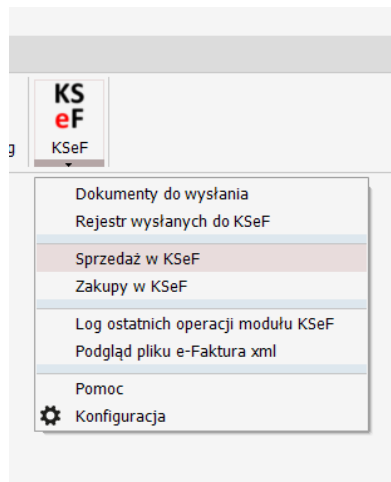 g
KS
eF
KSeF
Dokumenty do wysłania
Rejestr wysłanych do KSeF
Sprzedaż w KSeF
Zakupy w KSeF
Log ostatnich operacji modułu KSeF
Podgląd pliku e-Faktura xml
Pomoc
Konfiguracja